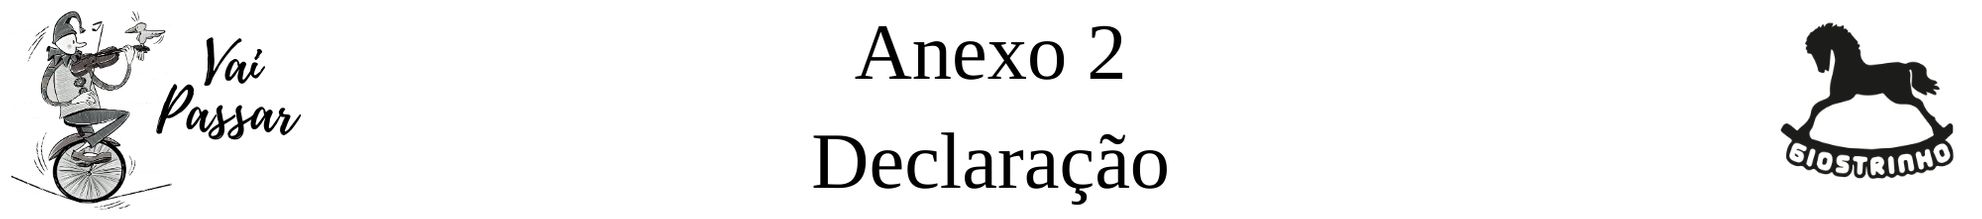 Vai
Passar
Anexo 2
Declaração
GIOSTRINHO